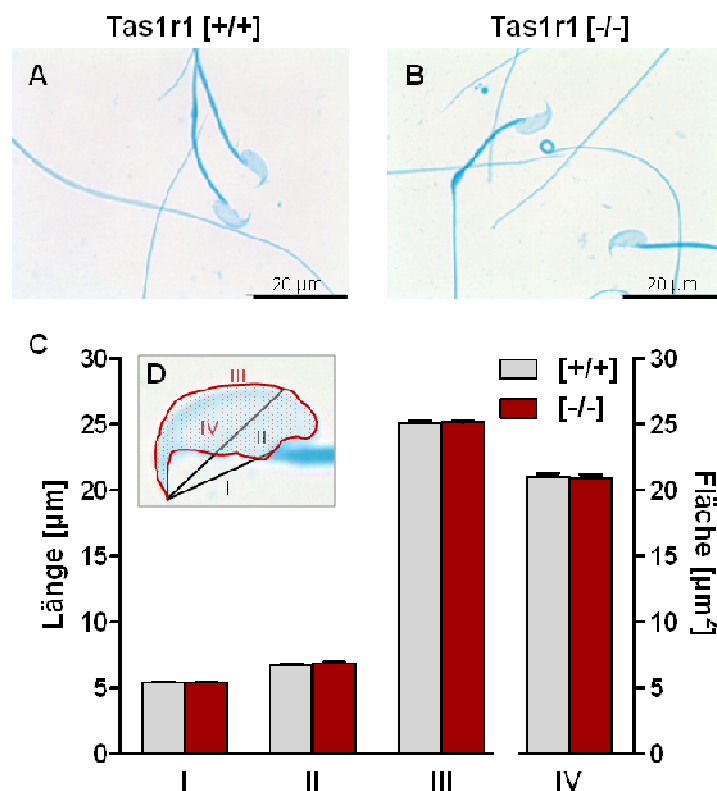 Tas1r1 [+/+] Tas1r1 [-/-]
A B
20 µm 20 µm
C
D
III
IV
II
I
[+/+]
[-/-]
Länge [µm]
30
25
20
15
10
5
0
Fläche [µm²]
30
25
20
15
10
5
0
I II III IV